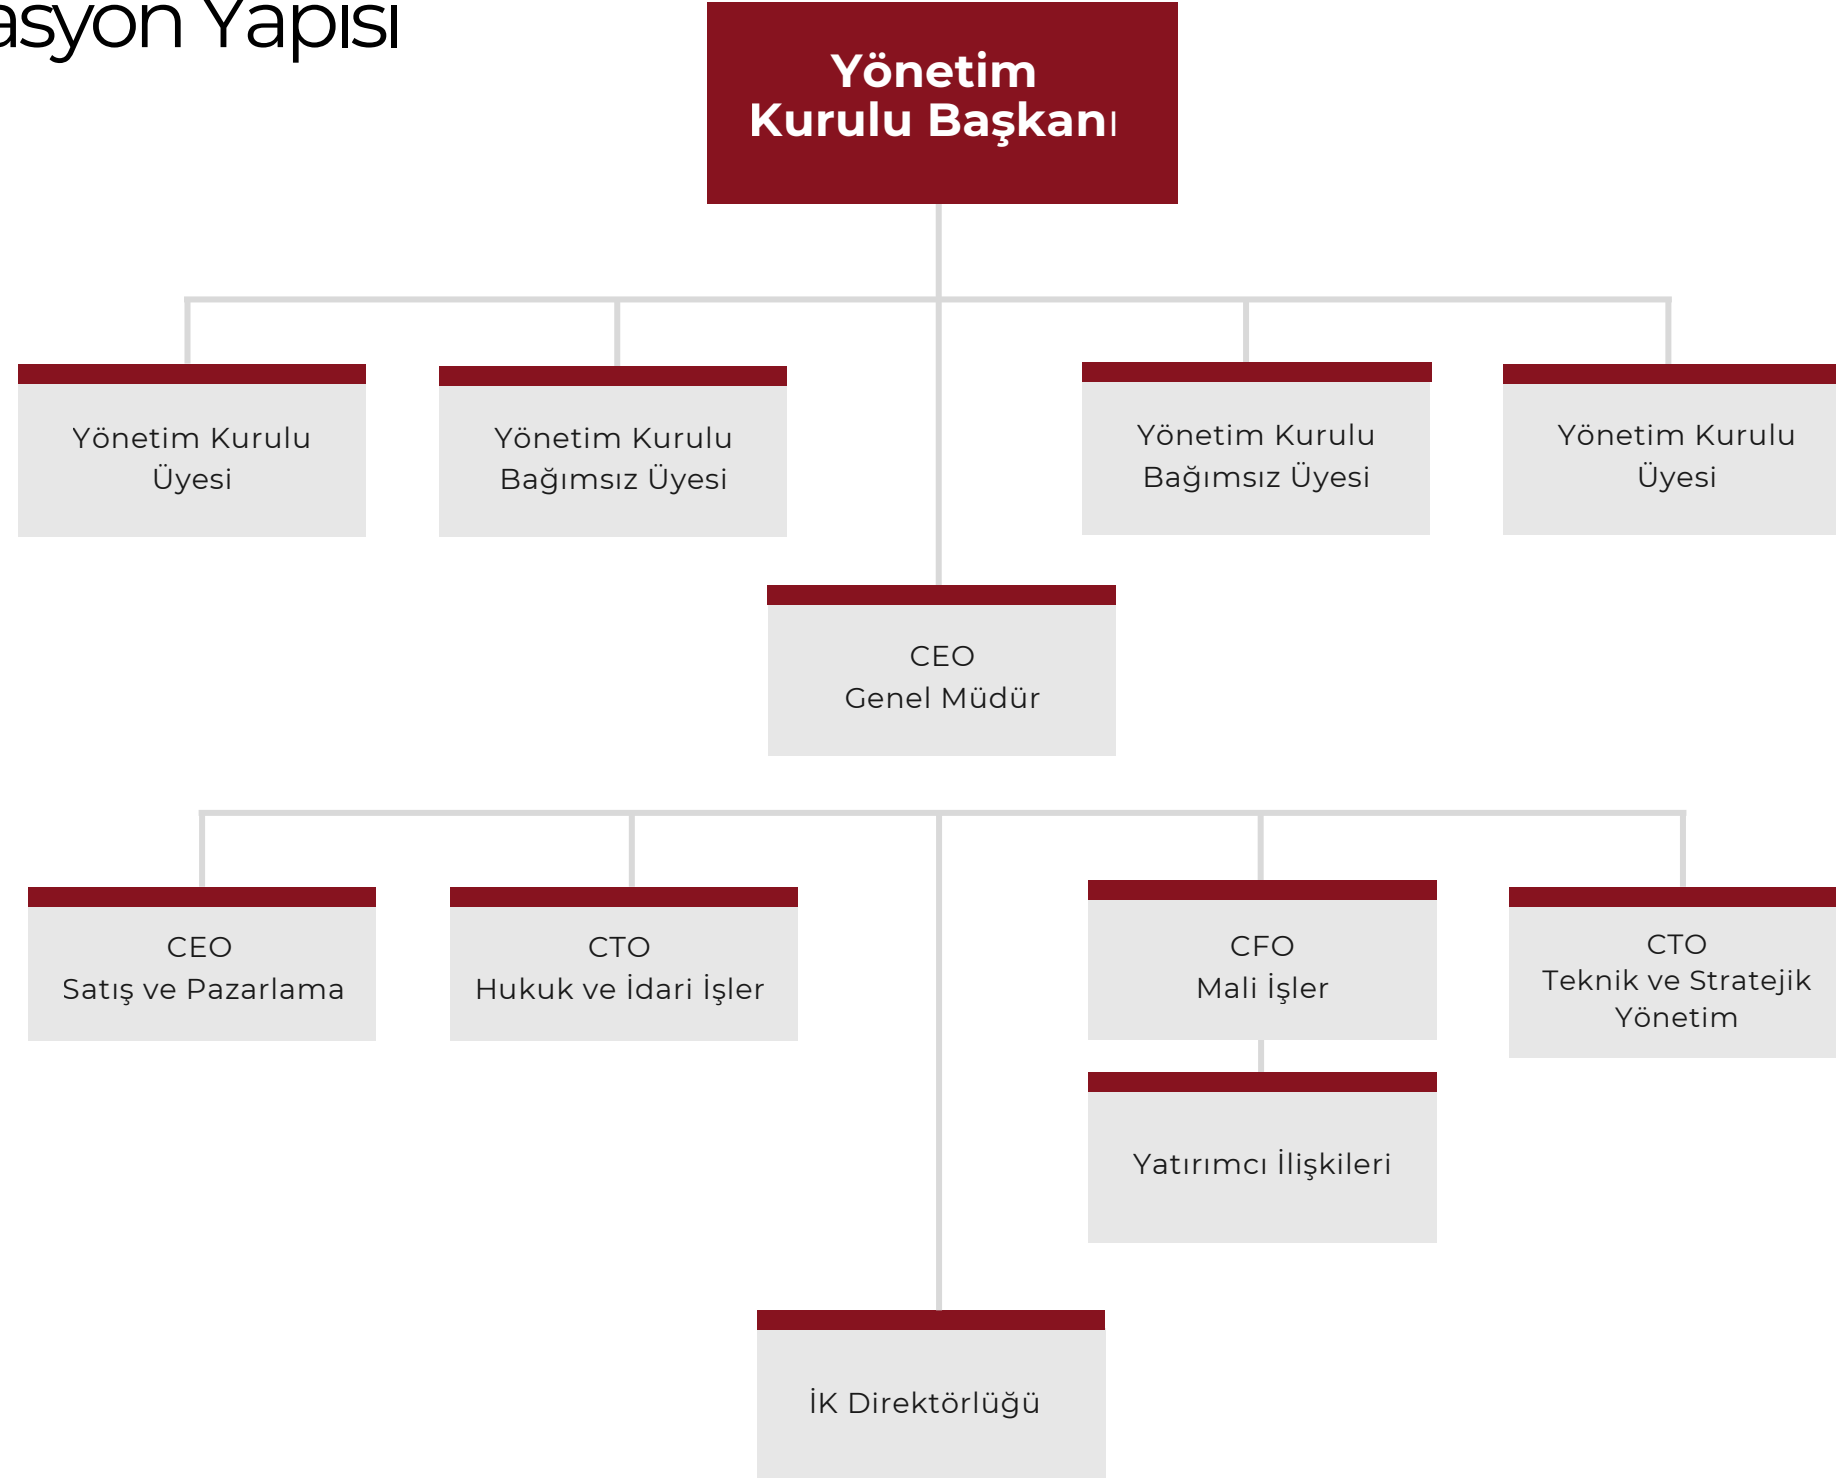 asyon Yapısı
Yönetim
Kurulu Başkanı
Yönetim Kurulu
Üyesi
Yönetim Kurulu
Bağımsız Üyesi
Yönetim Kurulu
Bağımsız Üyesi
Yönetim Kurulu
Üyesi
CEO
Genel Müdür
CEO
Satış ve Pazarlama
CTO
Hukuk ve İdari İşler
CFO
Mali İşler
CTO
Teknik ve Stratejik
Yönetim
Yatırımcı İlişkileri
İK Direktörlüğü